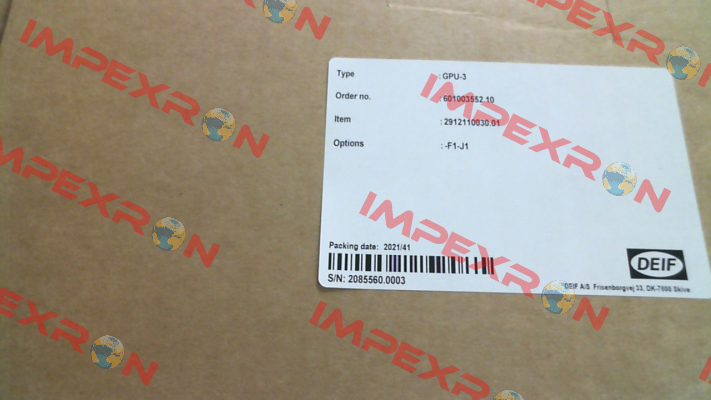 IMPEXRON
IMPEXRON
IMPEXRON
IMPEXRON
IMPEXRON
IMPEXRON
Type : GPU-3
Order no. : 601003552.10
Item : 2912110030.01
Options : -F1-J1
Packing date: 2021/41
S/N: 2085560.0003
DEIF
DEIF A/S Frisenborgvej 33, DK-7800 Skive